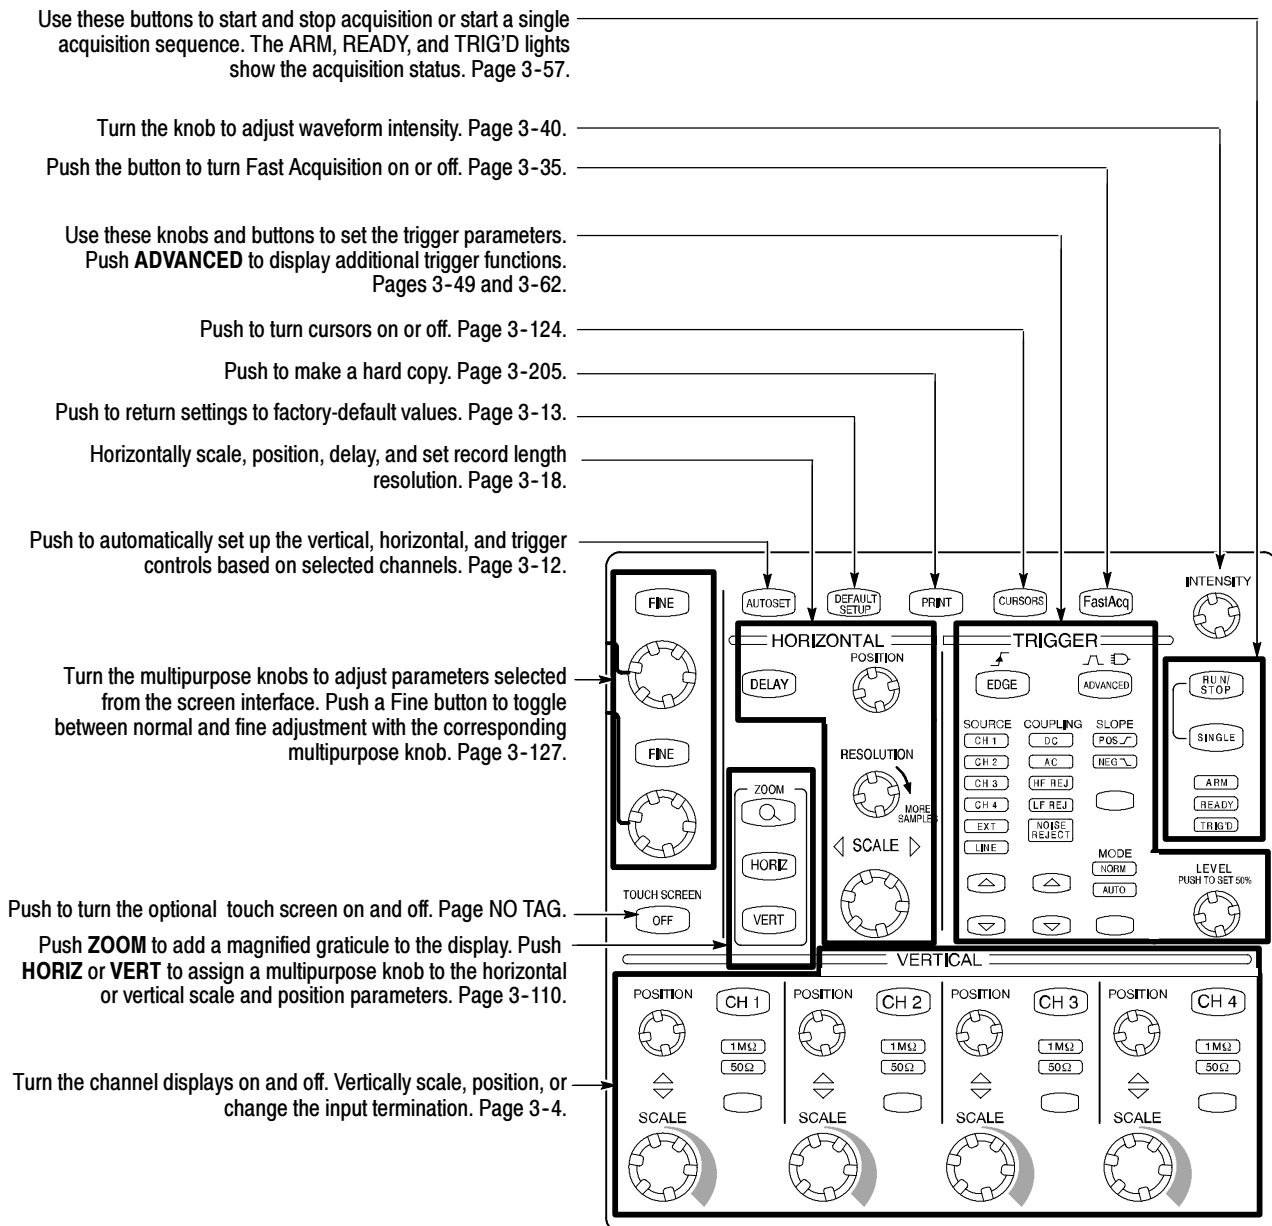 Use these buttons to start and stop acquisition or start a single
acquisition sequence. The ARM, READY, and TRIG’D lights
show the acquisition status. Page 3-57.
Turn the knob to adjust waveform intensity. Page 3-40.
Push the button to turn Fast Acquisition on or off. Page 3-35.
Use these knobs and buttons to set the trigger parameters.
Push ADVANCED to display additional trigger functions.
Pages 3-49 and 3-62.
Push to turn cursors on or off. Page 3-124.
Push to make a hard copy. Page 3-205.
Push to return settings to factory-default values. Page 3-13.
Horizontally scale, position, delay, and set record length
resolution. Page 3-18.
Push to automatically set up the vertical, horizontal, and trigger
controls based on selected channels. Page 3-12.
Turn the multipurpose knobs to adjust parameters selected
from the screen interface. Push a Fine button to toggle
between normal and fine adjustment with the corresponding
multipurpose knob. Page 3-127.
Push to turn the optional touch screen on and off. Page NO TAG.
Push ZOOM to add a magnified graticule to the display. Push
HORIZ or VERT to assign a multipurpose knob to the horizontal
or vertical scale and position parameters. Page 3-110.
Turn the channel displays on and off. Vertically scale, position, or
change the input termination. Page 3-4.
FINE
FINE
TOUCH SCREEN
OFF
AUTOSET
DEFAULT
SETUP
PRINT
CURSORS
FastAcq
INTENSITY
HORIZONTAL
POSITION
DELAY
RESOLUTION
MORE
SAMPLES
SCALE
ZOOM
HORIZ
VERT
TRIGGER
EDGE
ADVANCED
SOURCE COUPLING SLOPE
CH 1 DC POS
CH 2 AC NEG
CH 3 HF REJ
CH 4 LF REJ
EXT NOISE
REJECT
LINE
MODE
NORM
AUTO
RUN/
STOP
SINGLE
ARM
READY
TRIG'D
LEVEL
PUSH TO SET 50%
VERTICAL
POSITION CH 1 POSITION CH 2 POSITION CH 3 POSITION CH 4
1MΩ 1MΩ 1MΩ 1MΩ
50Ω 50Ω 50Ω 50Ω
SCALE SCALE SCALE SCALE